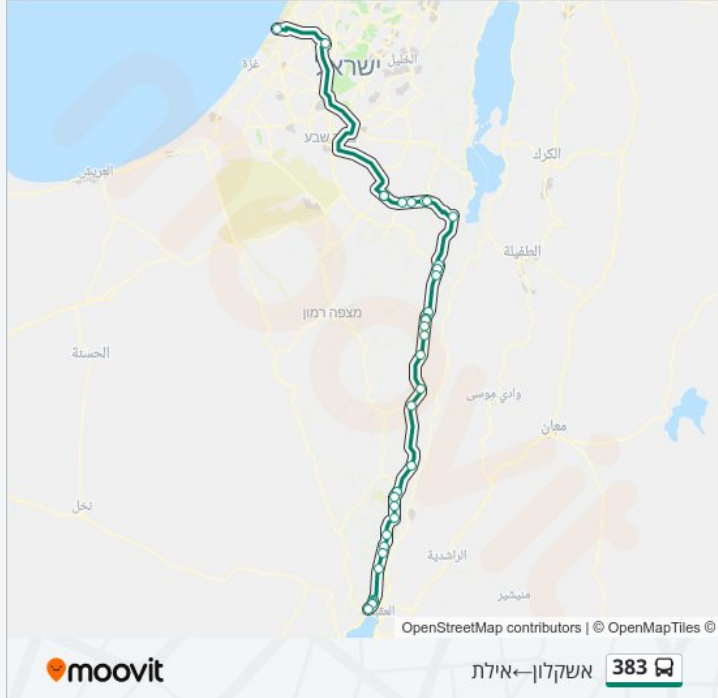 الخليل
ישראל
غزة
שבע
الكرك
العريش
الطفيلة
מצפה רמון
الحسنة
وادي موسى
معان
نخل
الراشدية
منيشير
OpenStreetMap contributors | © OpenMapTiles ©
moovit
אשקלון←אילת
383